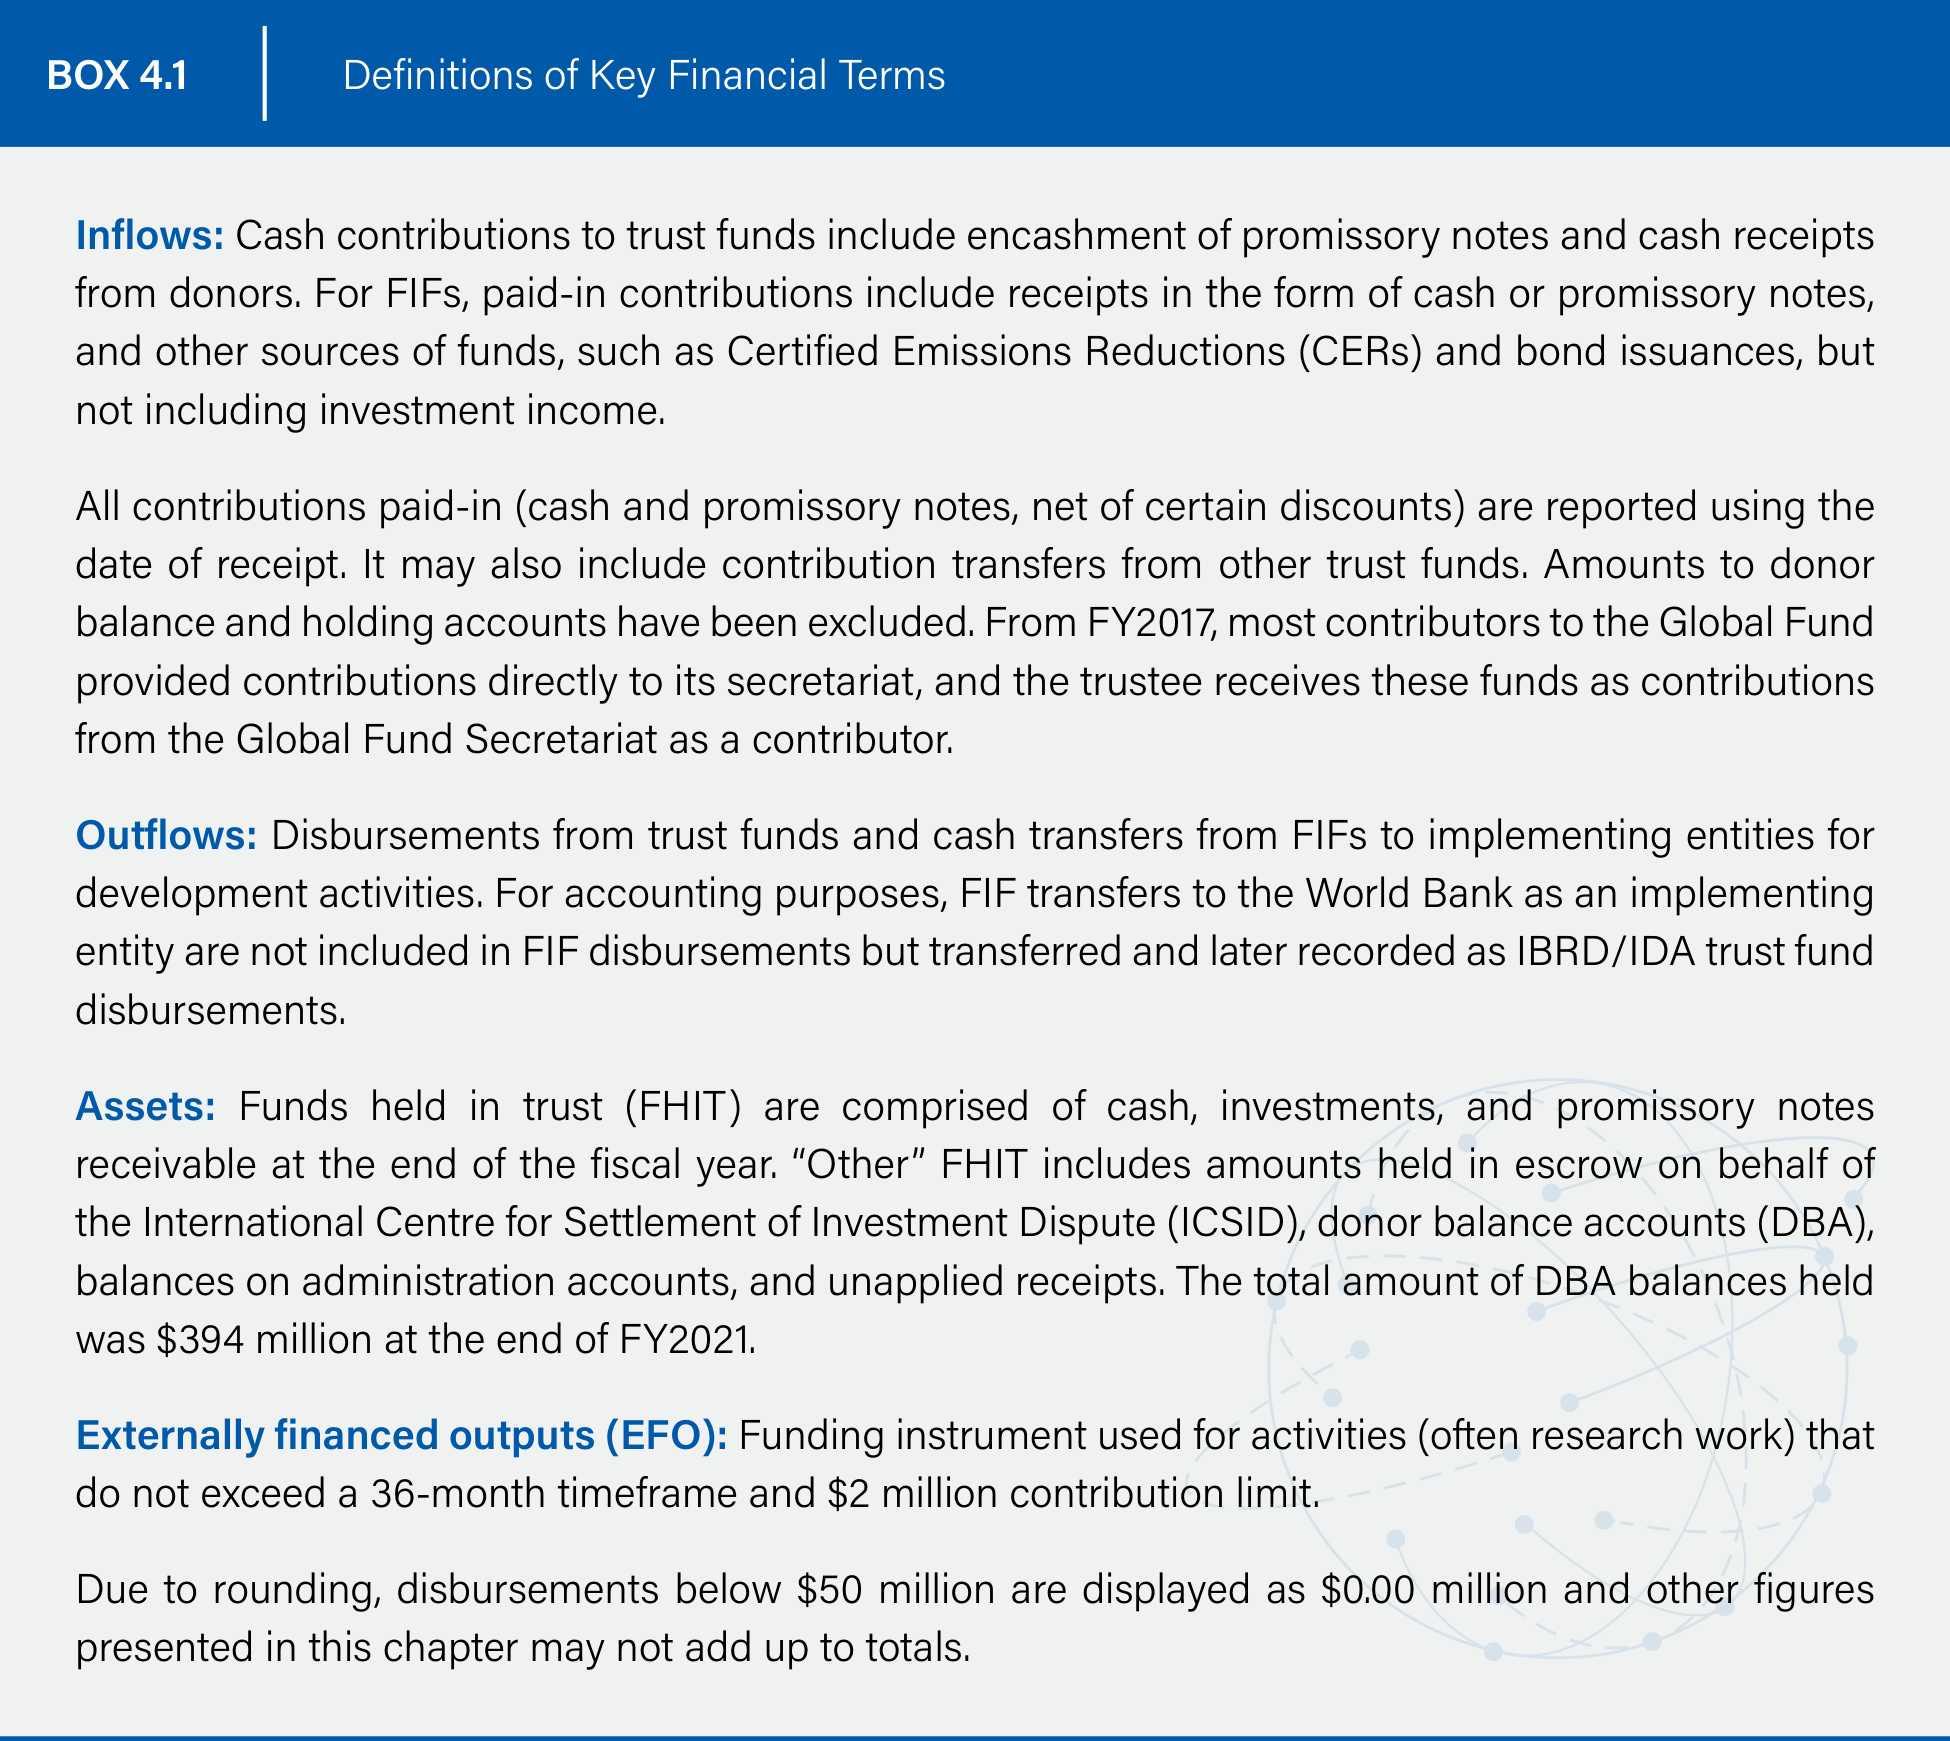 BOX 4.1
Definitions of Key Financial Terms
Inflows: Cash contributions to trust funds include encashment of promissory notes and cash receipts
from donors. For FIFs, paid-in contributions include receipts in the form of cash or promissory notes,
and other sources of funds, such as Certified Emissions Reductions (CERs) and bond issuances, but
not including investment income.
All contributions paid-in (cash and promissory notes, net of certain discounts) are reported using the
date of receipt. It may also include contribution transfers from other trust funds. Amounts to donor
balance and holding accounts have been excluded. From FY2017, most contributors to the Global Fund
provided contributions directly to its secretariat, and the trustee receives these funds as contributions
from the Global Fund Secretariat as a contributor.
Outflows: Disbursements from trust funds and cash transfers from FIFs to implementing entities for
development activities. For accounting purposes, FIF transfers to the World Bank as an implementing
entity are not included in FIF disbursements but transferred and later recorded as IBRD/IDA trust fund
disbursements.
Assets: Funds held in trust (FHIT) are comprised of cash, investments, and promissory notes
receivable at the end of the fiscal year. “Other” FHIT includes amounts held in escrow on behalf of
the International Centre for Settlement of Investment Dispute (ICSID), donor balance accounts (DBA),
balances on administration accounts, and unapplied receipts. The total amount of DBA balances held
was $394 million at the end of FY2021.
Externally financed outputs (EFO): Funding instrument used for activities (often research work) that
do not exceed a 36-month timeframe and $2 million contribution limit.
Due to rounding, disbursements below $50 million are displayed as $0.00 million and other figures
presented in this chapter may not add up to totals.